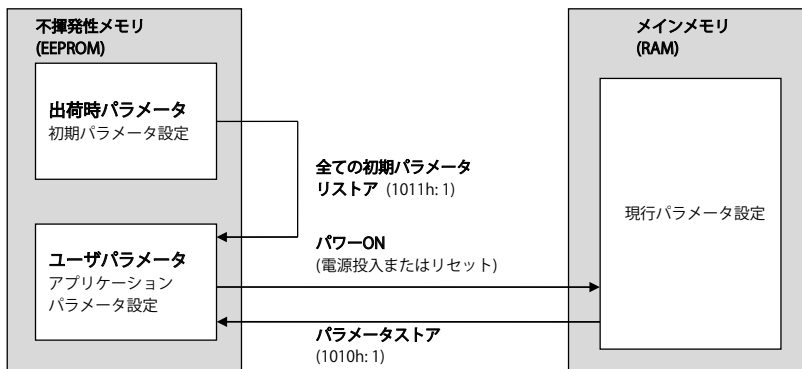 不揮発性メモリ
(EEPROM)
出荷時パラメータ
初期パラメータ設定
ユーザパラメータ
アプリケーション
パラメータ設定
全ての初期パラメータ
リストア (1011h: 1)
パワーON
(電源投入またはリセット)
パラメータストア
(1010h: 1)
メインメモリ
(RAM)
現行パラメータ設定